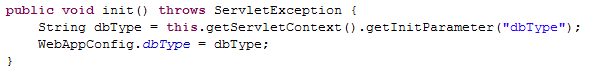 public void init() throws ServletException {
    String dbType = this.getServletContext().getInitParameter("dbType");
    WebAppConfig.dbType = dbType;
}